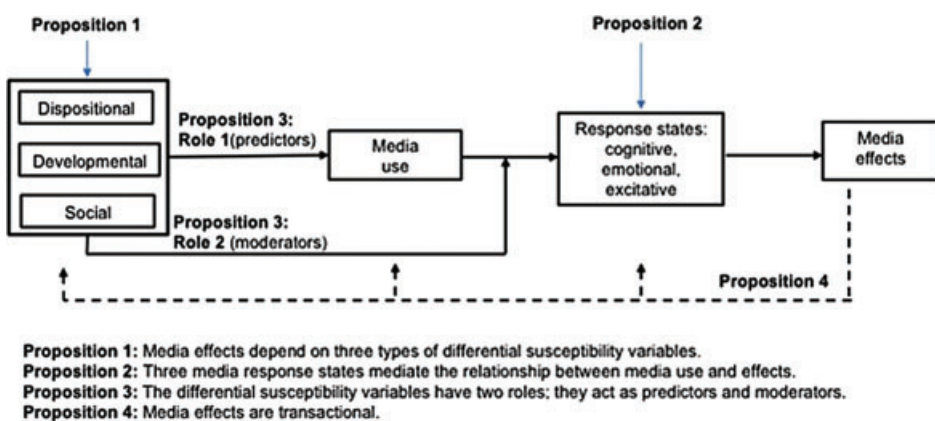 Proposition 1
Proposition 2
Dispositional
Developmental
Social
Proposition 3:
Role 1(predictors)
Media
use
Response states:
cognitive,
emotional,
excitative
Media
effects
Proposition 3:
Role 2 (moderators)
Proposition 4
Proposition 1: Media effects depend on three types of differential susceptibility variables.
Proposition 2: Three media response states mediate the relationship between media use and effects.
Proposition 3: The differential susceptibility variables have two roles; they act as predictors and moderators.
Proposition 4: Media effects are transactional.